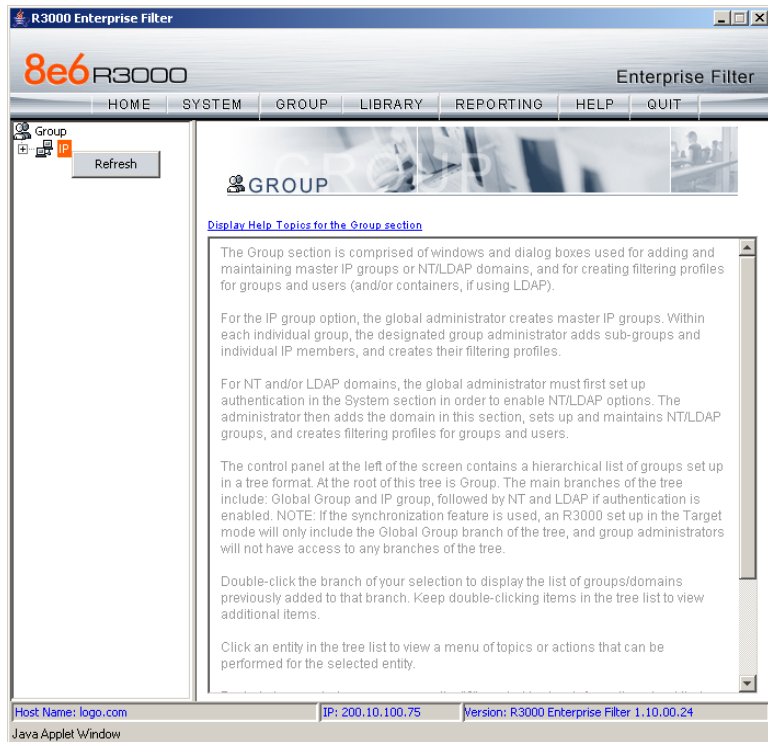 R3000 Enterprise Filter
8e6 R3000
Enterprise Filter
HOME SYSTEM GROUP LIBRARY REPORTING HELP QUIT
Group
IP
Refresh
GROUP
GROUP
Display Help Topics for the Group section
The Group section is comprised of windows and dialog boxes used for adding and
maintaining master IP groups or NT/LDAP domains, and for creating filtering profiles
for groups and users (and/or containers, if using LDAP).
For the IP group option, the global administrator creates master IP groups. Within
each individual group, the designated group administrator adds sub-groups and
individual IP members, and creates their filtering profiles.
For NT and/or LDAP domains, the global administrator must first set up
authentication in the System section in order to enable NT/LDAP options. The
administrator then adds the domain in this section, sets up and maintains NT/LDAP
groups, and creates filtering profiles for groups and users.
The control panel at the left of the screen contains a hierarchical list of groups set up
in a tree format. At the root of this tree is Group. The main branches of the tree
include: Global Group and IP group, followed by NT and LDAP if authentication is
enabled. NOTE: If the synchronization feature is used, an R3000 set up in the Target
mode will only include the Global Group branch of the tree, and group administrators
will not have access to any branches of the tree.
Double-click the branch of your selection to display the list of groups/domains
previously added to that branch. Keep double-clicking items in the tree list to view
additional items.
Click an entity in the tree list to view a menu of topics or actions that can be
performed for the selected entity.
Host Name: logo.com IP: 200.10.100.75 Version: R3000 Enterprise Filter 1.10.00.24
Java Applet Window